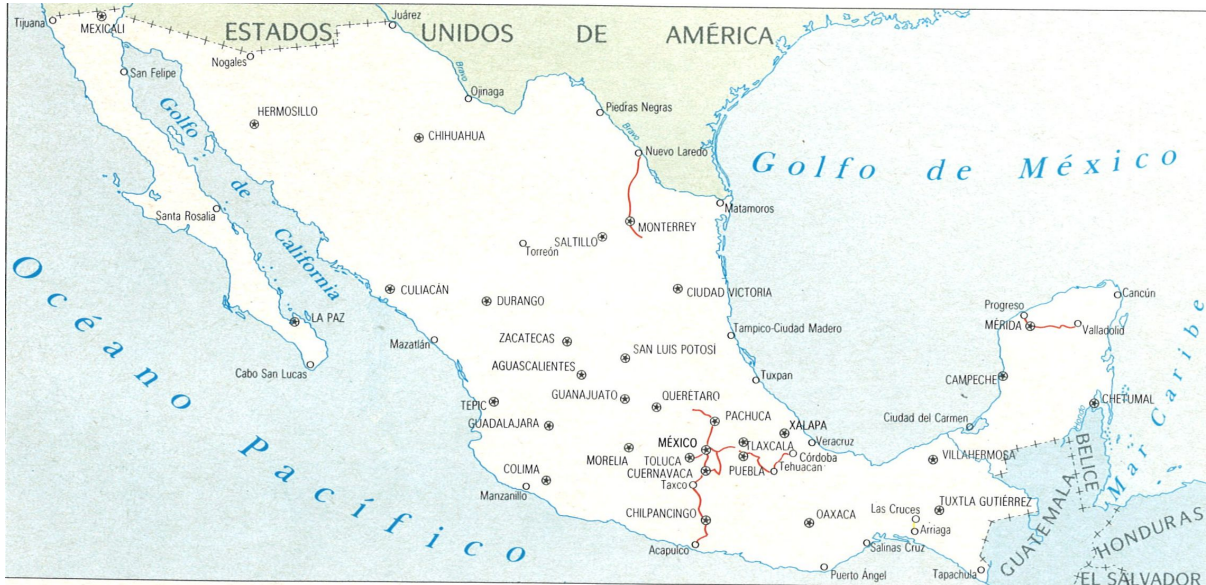 Tijuana
MEXICALI
ESTADOS UNIDOS DE AMÉRICA
Juárez
Nogales
San Felipe
Bravo
Ojinaga
Golfo de California
HERMOSILLO
CHIHUAHUA
Piedras Negras
Bravo
Nuevo Laredo
Golfo de México
Santa Rosalía
Matamoros
MONTERREY
SALTILLO
Torreón
CULIACÁN
DURANGO
CIUDAD VICTORIA
LA PAZ
Cabo San Lucas
Mazatlán
ZACATECAS
Tampico-Ciudad Madero
SAN LUIS POTOSÍ
AGUASCALIENTES
Tuxpan
GUANAJUATO
QUERÉTARO
TEPIC
GUADALAJARA
PACHUCA
XALAPA
MÉXICO
TLAXCALA
Veracruz
MORELIA
TOLUCA
Córdoba
CUERNAVACA
PUEBLA
Tehuacan
COLIMA
Manzanillo
Taxco
CHILPANCINGO
OAXACA
Acapulco
Puerto Ángel
Salinas Cruz
Las Cruces
Arriaga
TUXTLA GUTIÉRREZ
Tapachula
VILLAHERMOSA
Ciudad del Carmen
CAMPECHE
Progreso
MÉRIDA
Valladolid
Cancún
CHETUMAL
Mar Caribe
BELICE
GUATEMALA
HONDURAS
EL SALVADOR
Océano Pacífico